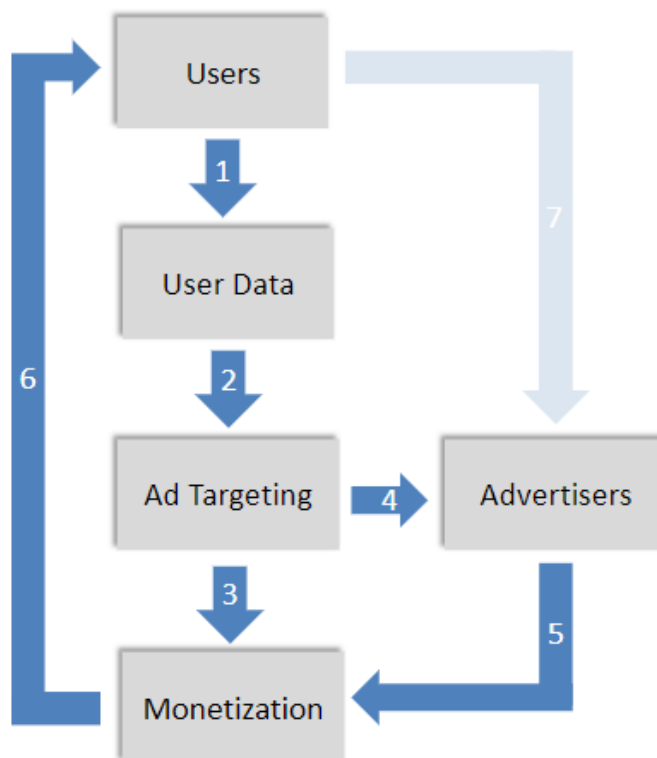 Users
1
7
User Data
6
2
Ad Targeting
4
Advertisers
3
5
Monetization